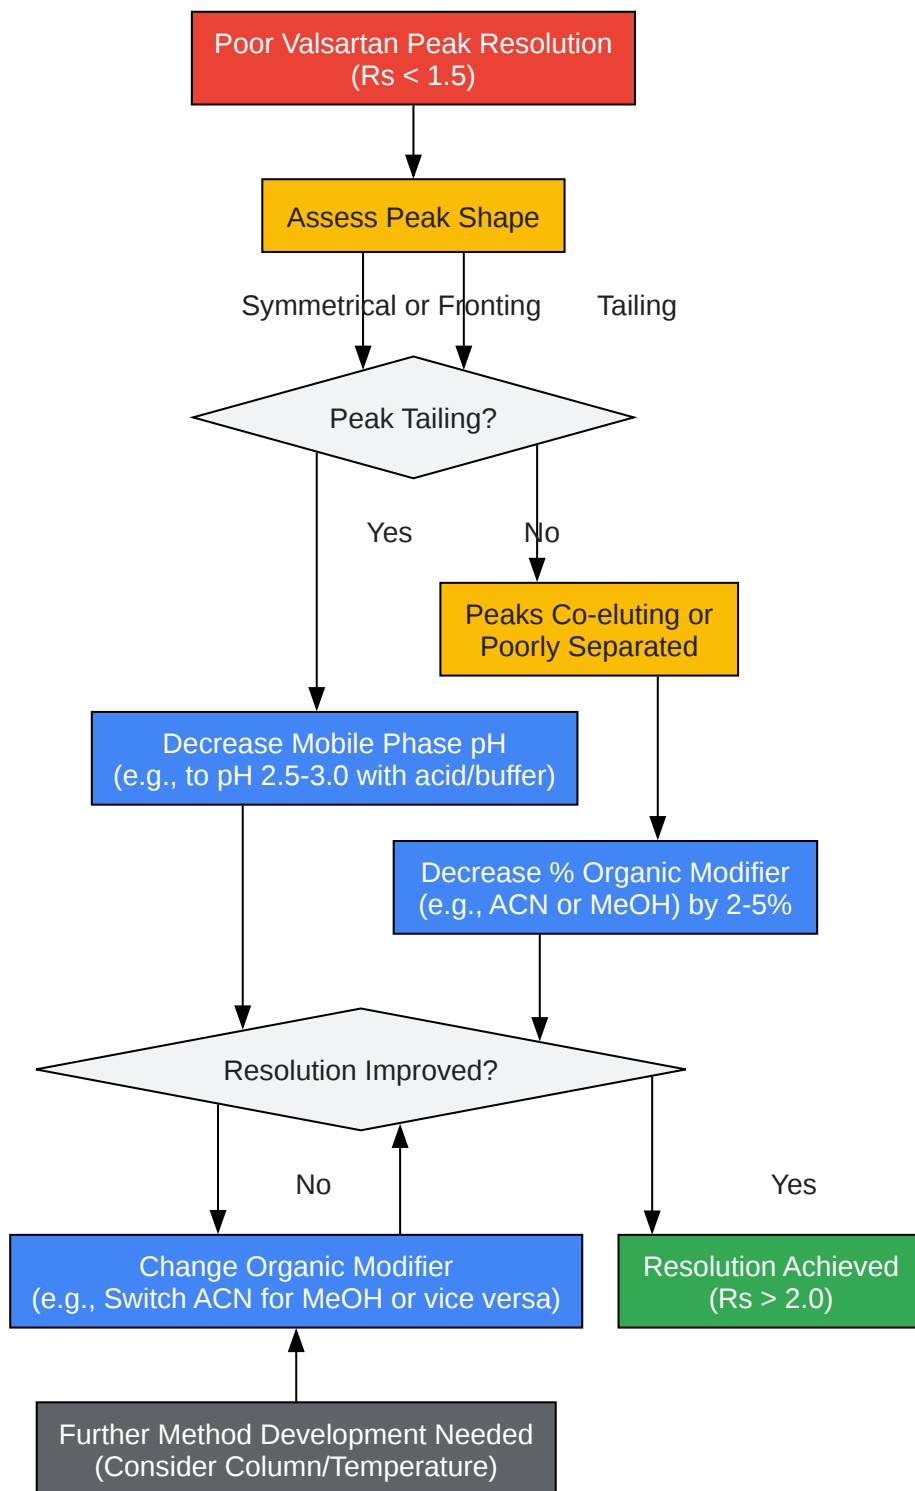 Poor Valsartan Peak Resolution
(Rs < 1.5)
Assess Peak Shape
Symmetrical or Fronting
Tailing
Peak Tailing?
Yes
No
Peaks Co-eluting or
Poorly Separated
Decrease Mobile Phase pH
(e.g., to pH 2.5-3.0 with acid/buffer)
Decrease % Organic Modifier
(e.g., ACN or MeOH) by 2-5%
Resolution Improved?
No
Yes
Change Organic Modifier
(e.g., Switch ACN for MeOH or vice versa)
Resolution Achieved
(Rs > 2.0)
Further Method Development Needed
(Consider Column/Temperature)